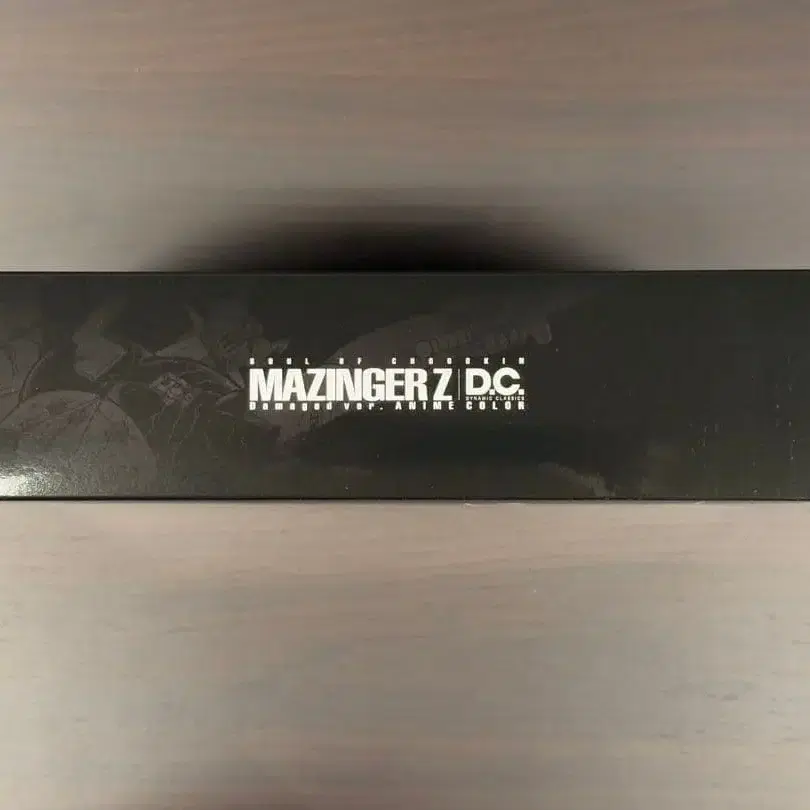 SOUL OF CHOGOKIN
MAZINGER Z D.C.
DYNAMIC CLASSICS
Damaged ver. ANIME COLOR